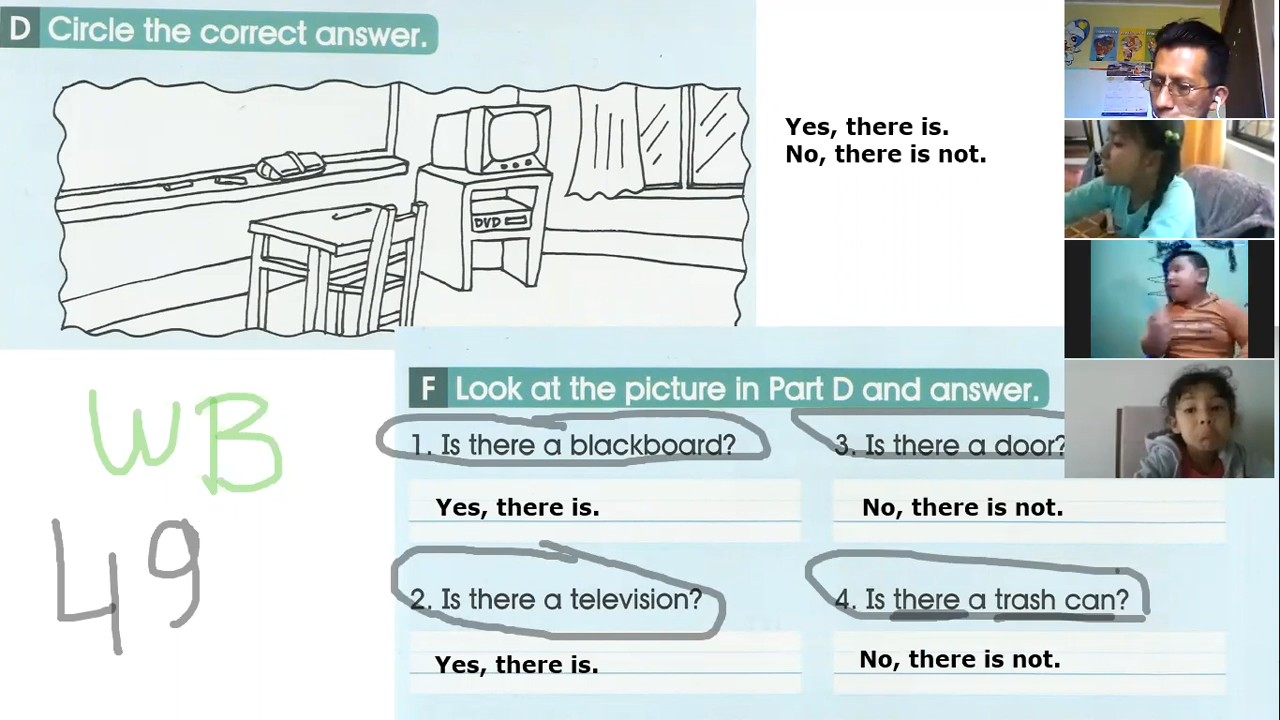 D Circle the correct answer.
DVD
Yes, there is.
No, there is not.
WB
49
F Look at the picture in Part D and answer.
1. Is there a blackboard?
Yes, there is.
2. Is there a television?
Yes, there is.
3. Is there a door?
No, there is not.
4. Is there a trash can?
No, there is not.